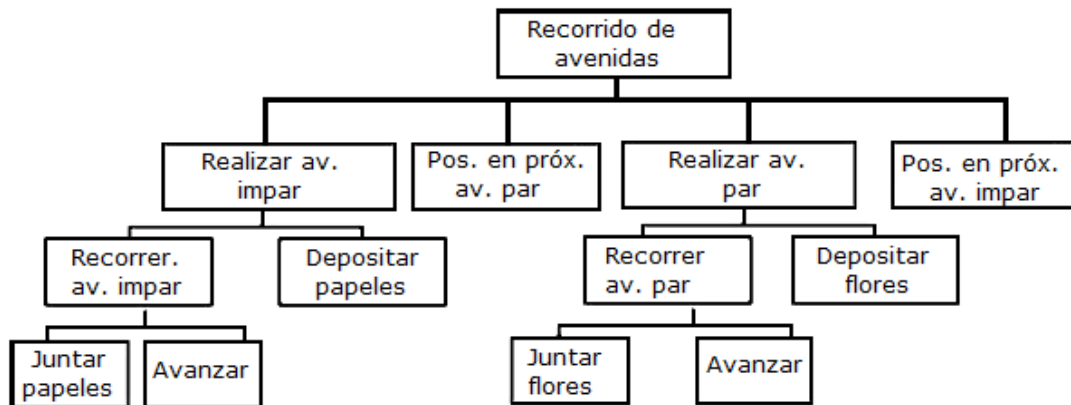 Recorrido de
avenidas
Realizar av.
impar
Pos. en próx.
av. par
Realizar av.
par
Pos. en próx.
av. impar
Recorrer.
av. impar
Depositar
papeles
Recorrer
av. par
Depositar
flores
Juntar
papeles
Avanzar
Juntar
flores
Avanzar